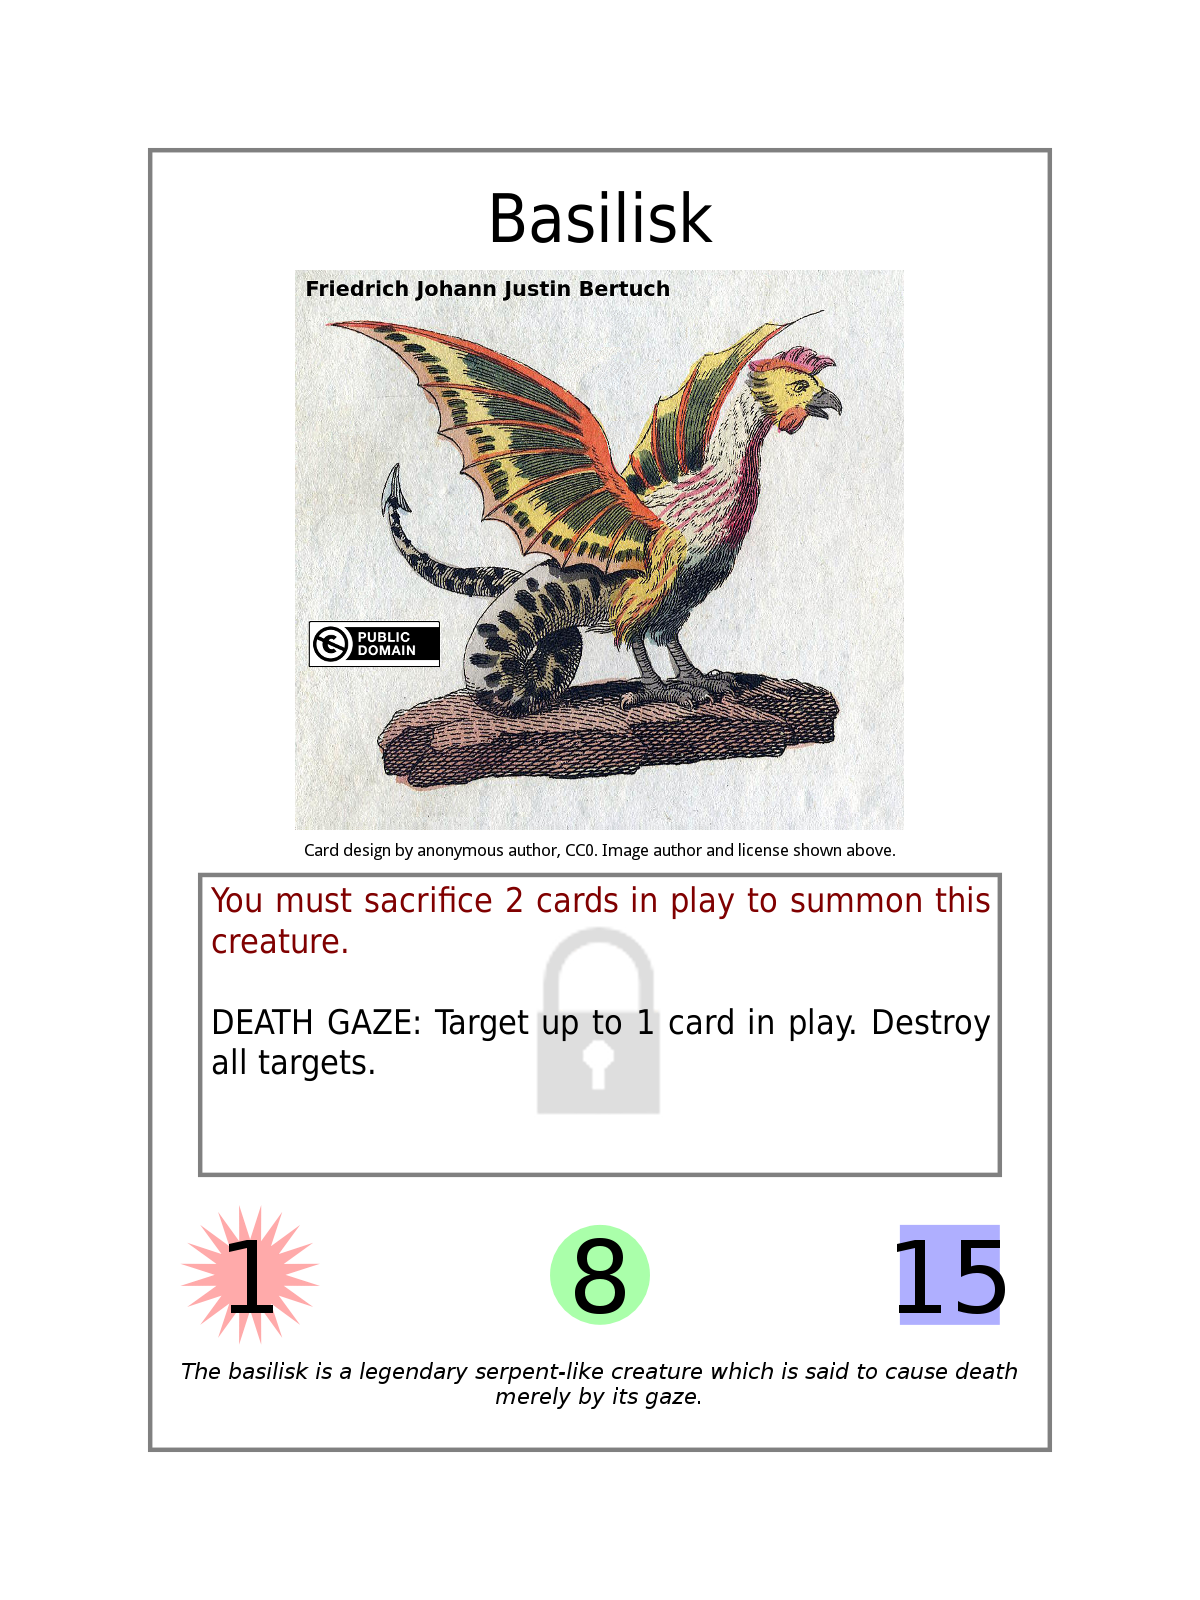 Basilisk
Friedrich Johann Justin Bertuch
PUBLIC
DOMAIN
Card design by anonymous author, CC0. Image author and license shown above.
You must sacrifice 2 cards in play to summon this
creature.
DEATH GAZE: Target up to 1 card in play. Destroy
all targets.
1 8 15
The basilisk is a legendary serpent-like creature which is said to cause death
merely by its gaze.